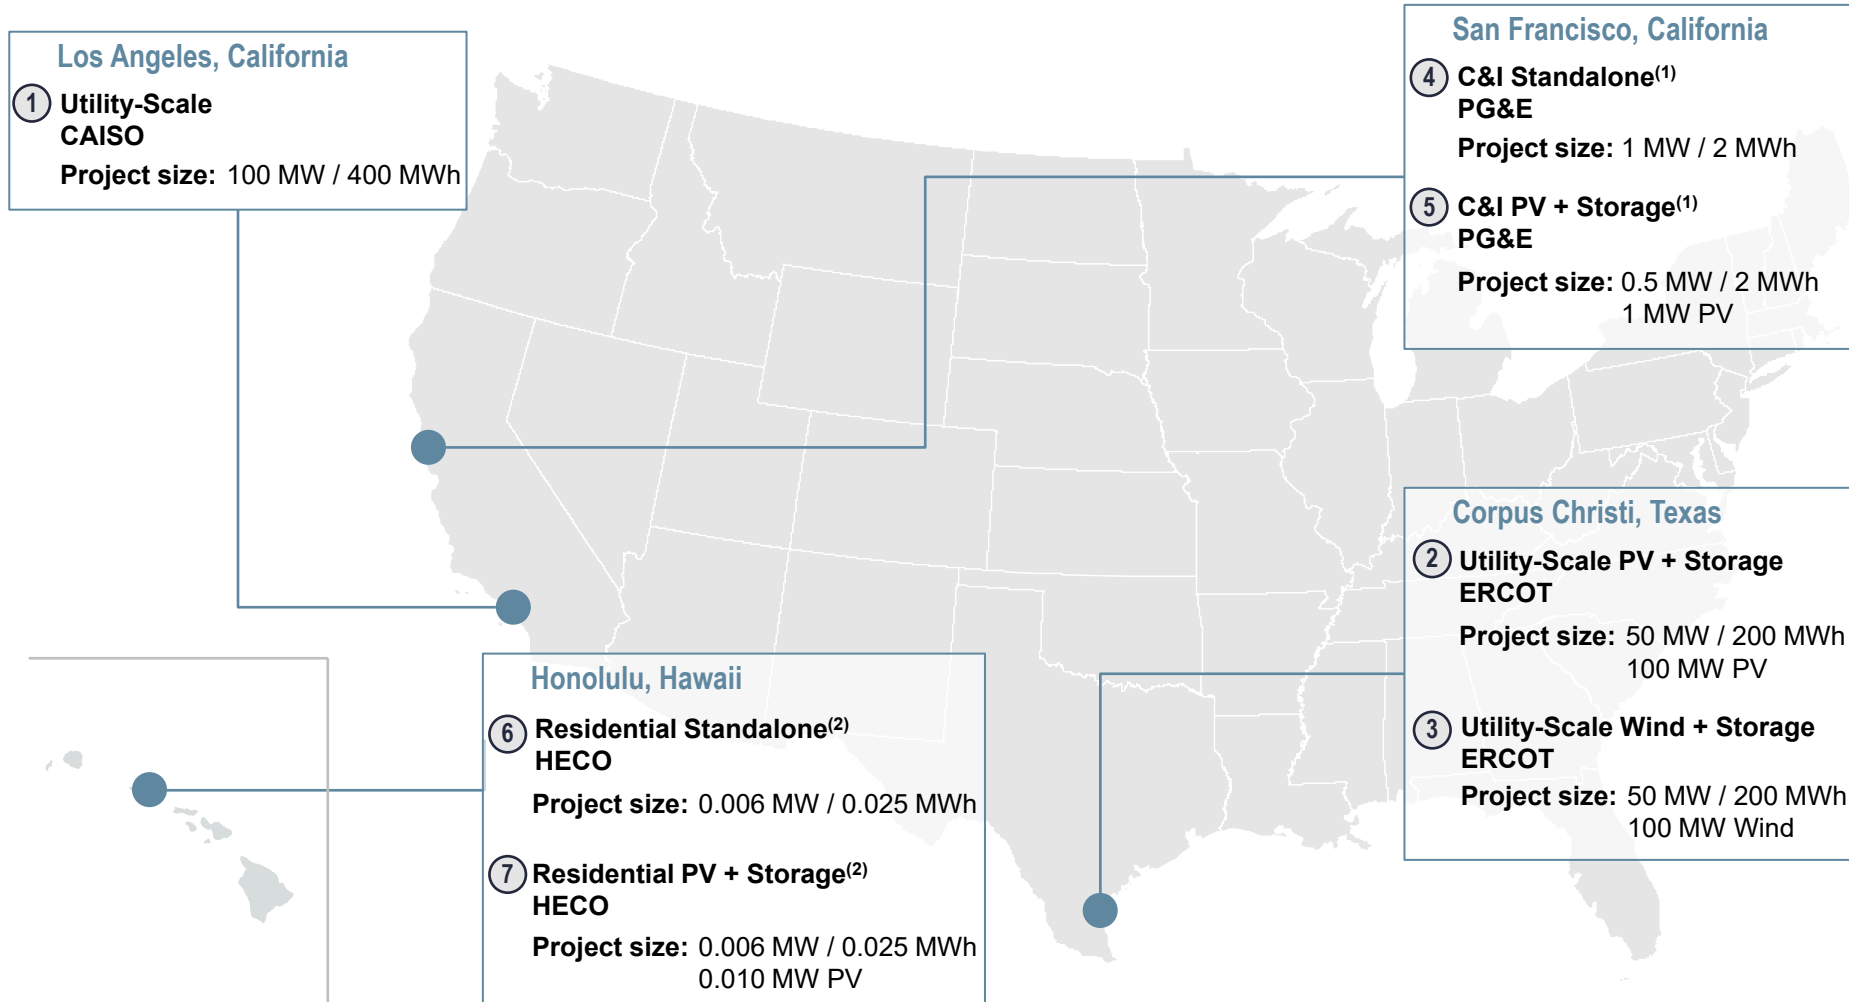 Los Angeles, California
1 Utility-Scale
CAISO
Project size: 100 MW / 400 MWh
San Francisco, California
4 C&I Standalone(1)
PG&E
Project size: 1 MW / 2 MWh
5 C&I PV + Storage(1)
PG&E
Project size: 0.5 MW / 2 MWh
1 MW PV
Corpus Christi, Texas
2 Utility-Scale PV + Storage
ERCOT
Project size: 50 MW / 200 MWh
100 MW PV
3 Utility-Scale Wind + Storage
ERCOT
Project size: 50 MW / 200 MWh
100 MW Wind
Honolulu, Hawaii
6 Residential Standalone(2)
HECO
Project size: 0.006 MW / 0.025 MWh
7 Residential PV + Storage(2)
HECO
Project size: 0.006 MW / 0.025 MWh
0.010 MW PV